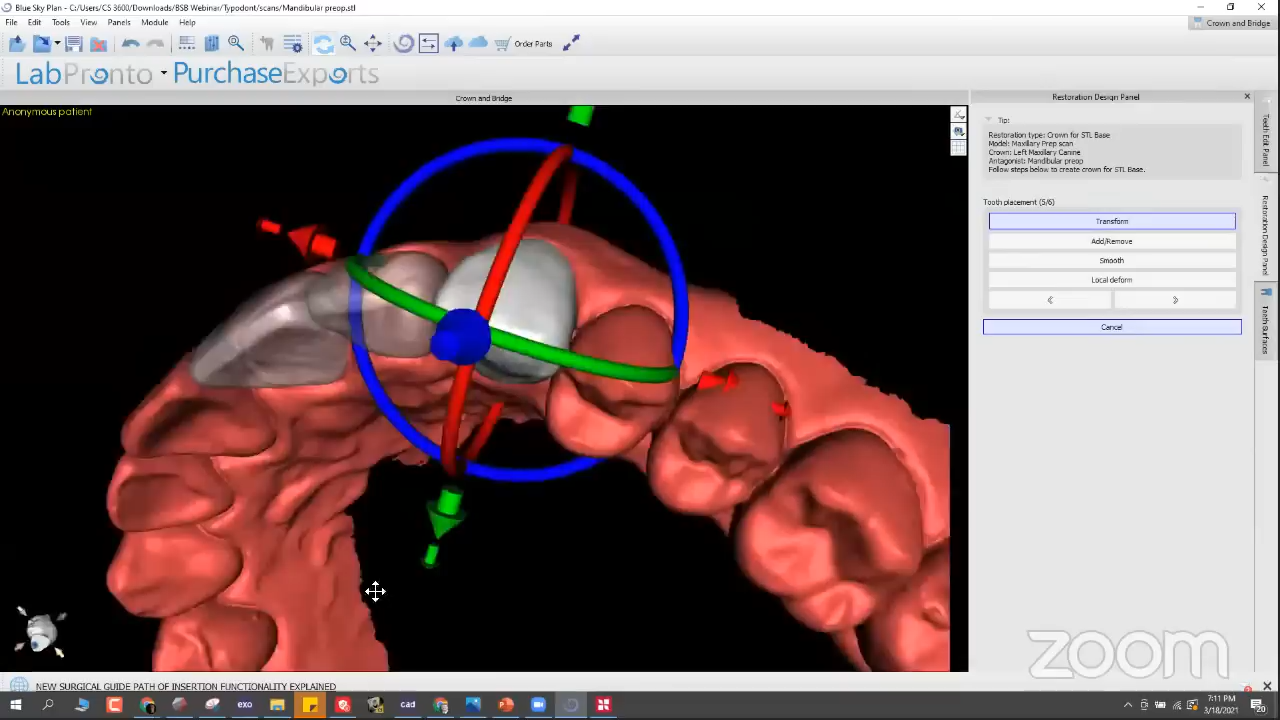 Blue Sky Plan - C:/Users/CS 3600/Downloads/BSB Webinar/Typodont/scans/Mandibular preop.stl
File Edit Tools View Panels Module Help
Crown and Bridge
Order Parts
LabPronto PurchaseExports
Crown and Bridge
Restoration Design Panel
Anonymous patient
Tip:
Restoration type: Crown for STL Base
Model: Maxillary Prep scan
Crown: Left Maxillary Canine
Antagonist: Mandibular preop
Follow steps below to create crown for STL Base.
Tooth placement (5/6)
Transform
Add/Remove
Smooth
Local deform
< >
Cancel
Teeth Edit Panel
Restoration Design Panel
Teeth Surfaces
zoom
NEW SURGICAL GUIDE PATH OF INSERTION FUNCTIONALITY EXPLAINED
exo
cad
7:11 PM
3/18/2021